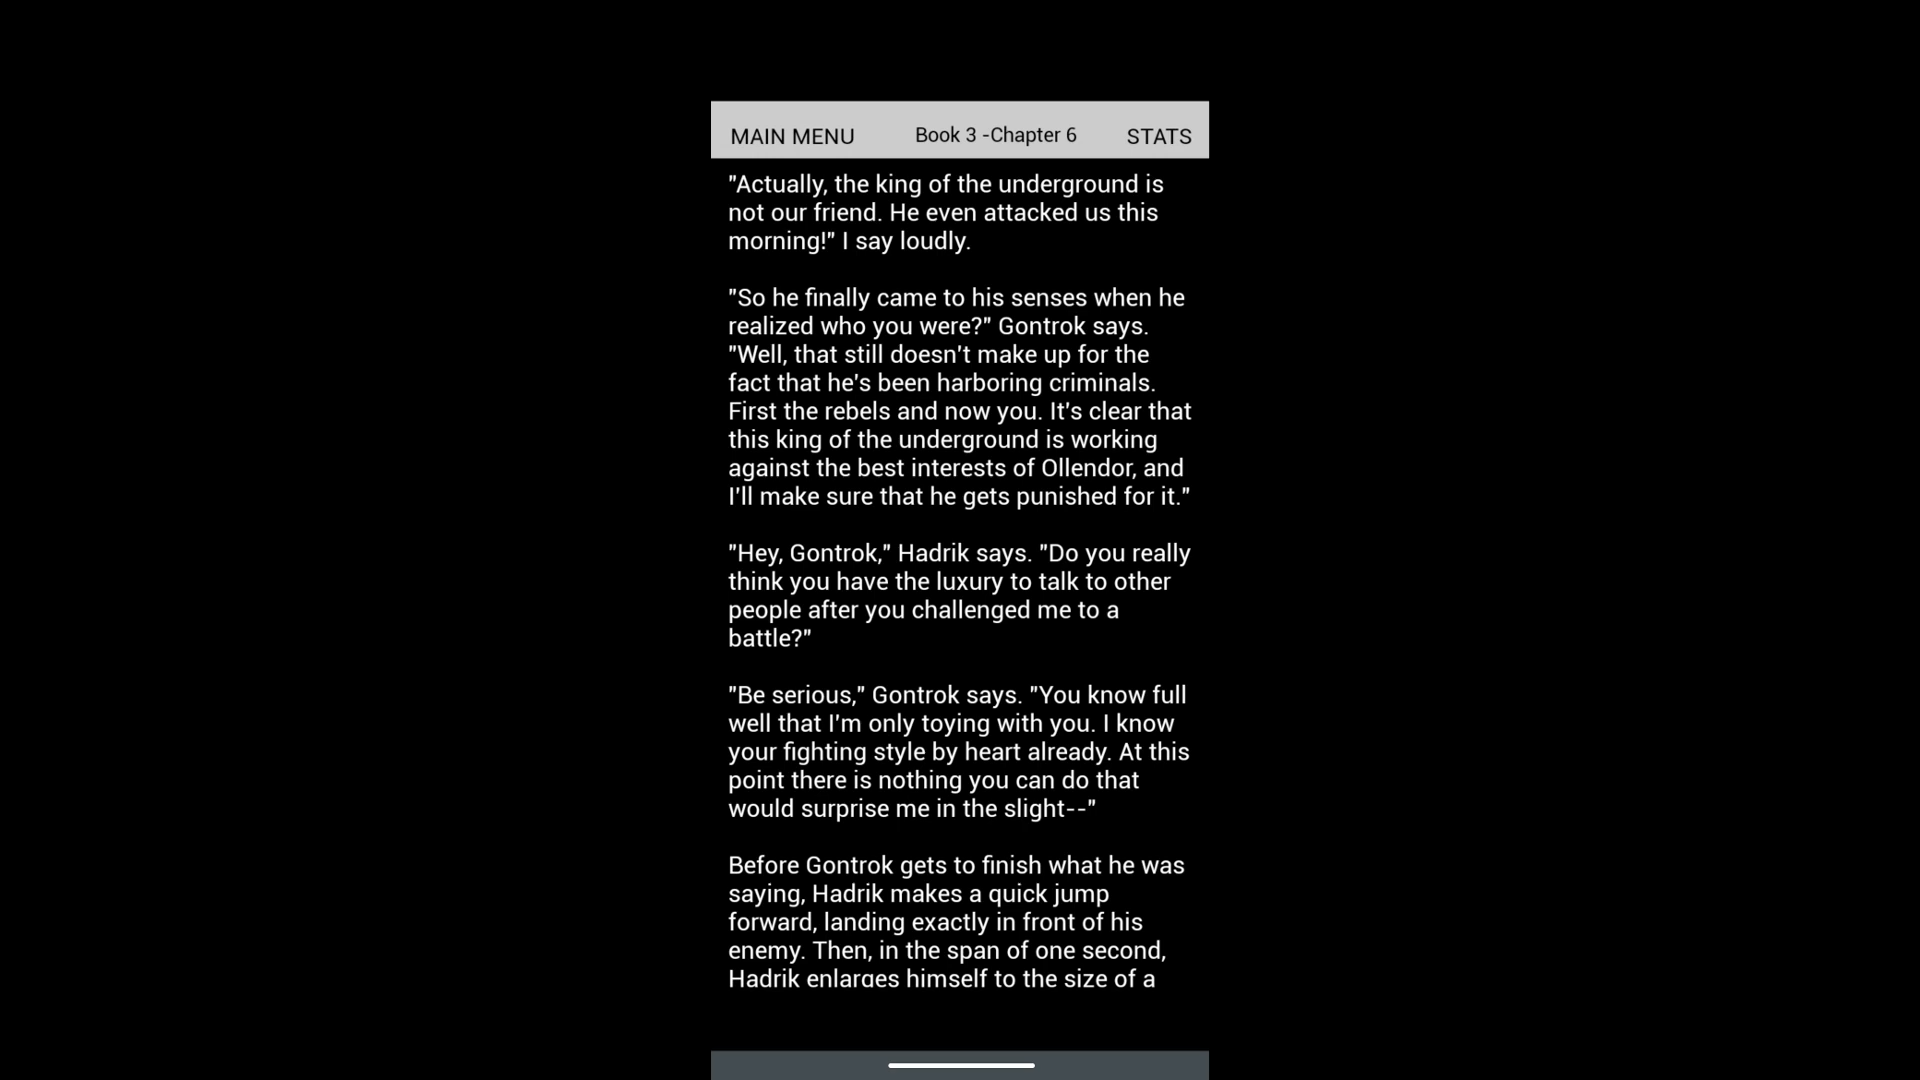 MAIN MENU
Book 3 -Chapter 6
STATS
"Actually, the king of the underground is
not our friend. He even attacked us this
morning!" I say loudly.
"So he finally came to his senses when he
realized who you were?" Gontrok says.
"Well, that still doesn't make up for the
fact that he's been harboring criminals.
First the rebels and now you. It's clear that
this king of the underground is working
against the best interests of Ollendor, and
I'll make sure that he gets punished for it."
"Hey, Gontrok," Hadrik says. "Do you really
think you have the luxury to talk to other
people after you challenged me to a
battle?"
"Be serious," Gontrok says. "You know full
well that I'm only toying with you. I know
your fighting style by heart already. At this
point there is nothing you can do that
would surprise me in the slight--"
Before Gontrok gets to finish what he was
saying, Hadrik makes a quick jump
forward, landing exactly in front of his
enemy. Then, in the span of one second,
Hadrik enlarges himself to the size of a